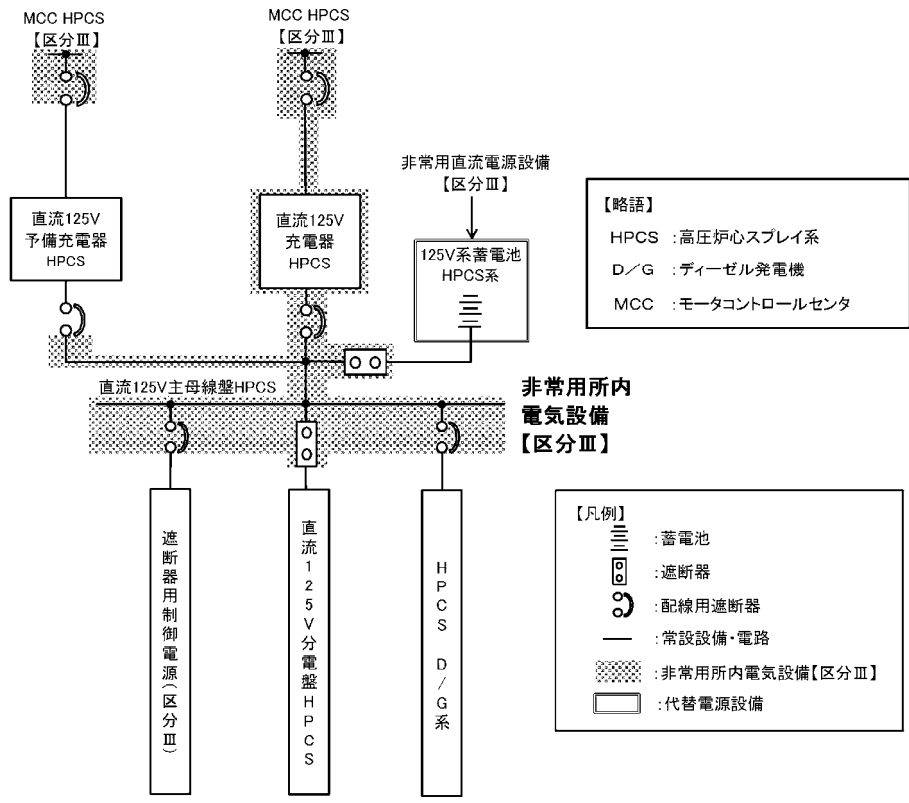 MCC HPCS
【区分Ⅲ】
MCC HPCS
【区分Ⅲ】
非常用直流電源設備
【区分Ⅲ】
直流125V
予備充電器
HPCS
直流125V
充電器
HPCS
125V系蓄電池
HPCS系
【略語】
HPCS :高圧炉心スプレイ系
D/G :ディーゼル発電機
MCC :モータコントロールセンタ
直流125V主母線盤HPCS
非常用所内
電気設備
【区分Ⅲ】
遮断器用制御電源(区分Ⅲ)
直流125V分電盤HPCS
HPCS D/G系
【凡例】
:蓄電池
:遮断器
:配線用遮断器
:常設設備・電路
:非常用所内電気設備【区分Ⅲ】
:代替電源設備